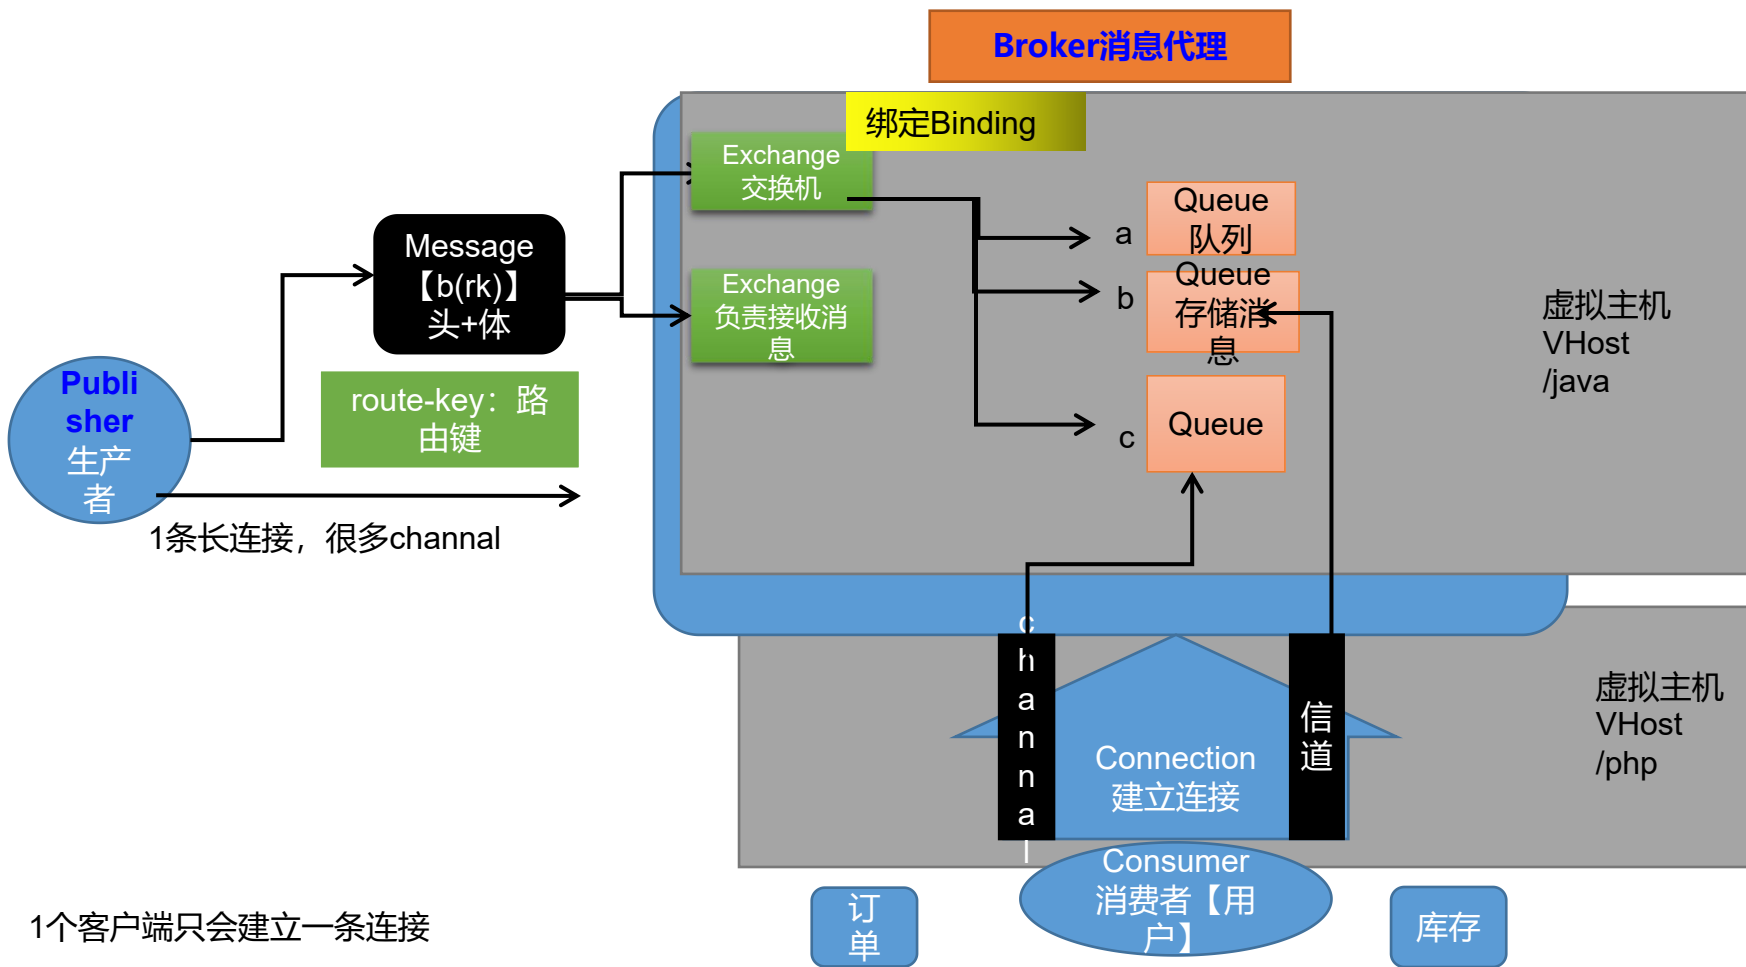 Broker消息代理
绑定Binding
Exchange
交换机
Queue
队列
a
Message
【b(rk)】
头+体
Exchange
负责接收消
息
b
Queue
存储消
息
虚拟主机
VHost
/java
Publi
sher
生产
者
route-key：路
由键
c
Queue
1条长连接，很多channal
channal
信
道
Connection
建立连接
虚拟主机
VHost
/php
Consumer
消费者【用
户】
订
单
库存
1个客户端只会建立一条连接